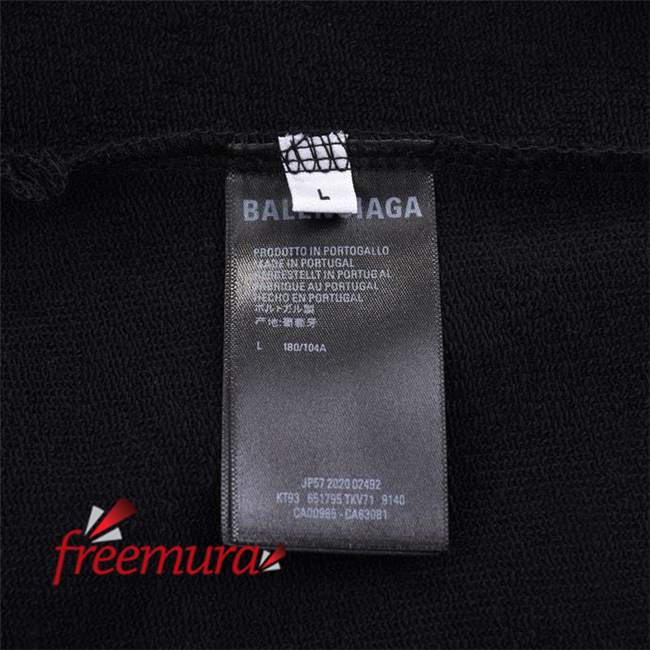 L
BALENCIAGA
PRODOTTO IN PORTOGALLO
MADE IN PORTUGAL
HERGESTELLT IN PORTUGAL
FABRIQUE AU PORTUGAL
HECHO EN PORTUGAL
ポルトガル製
产地:葡萄牙
L 180/104A
JP57 2020 02492
KT93 651795 TKV71 9140
CA00985-CA63081
freemura